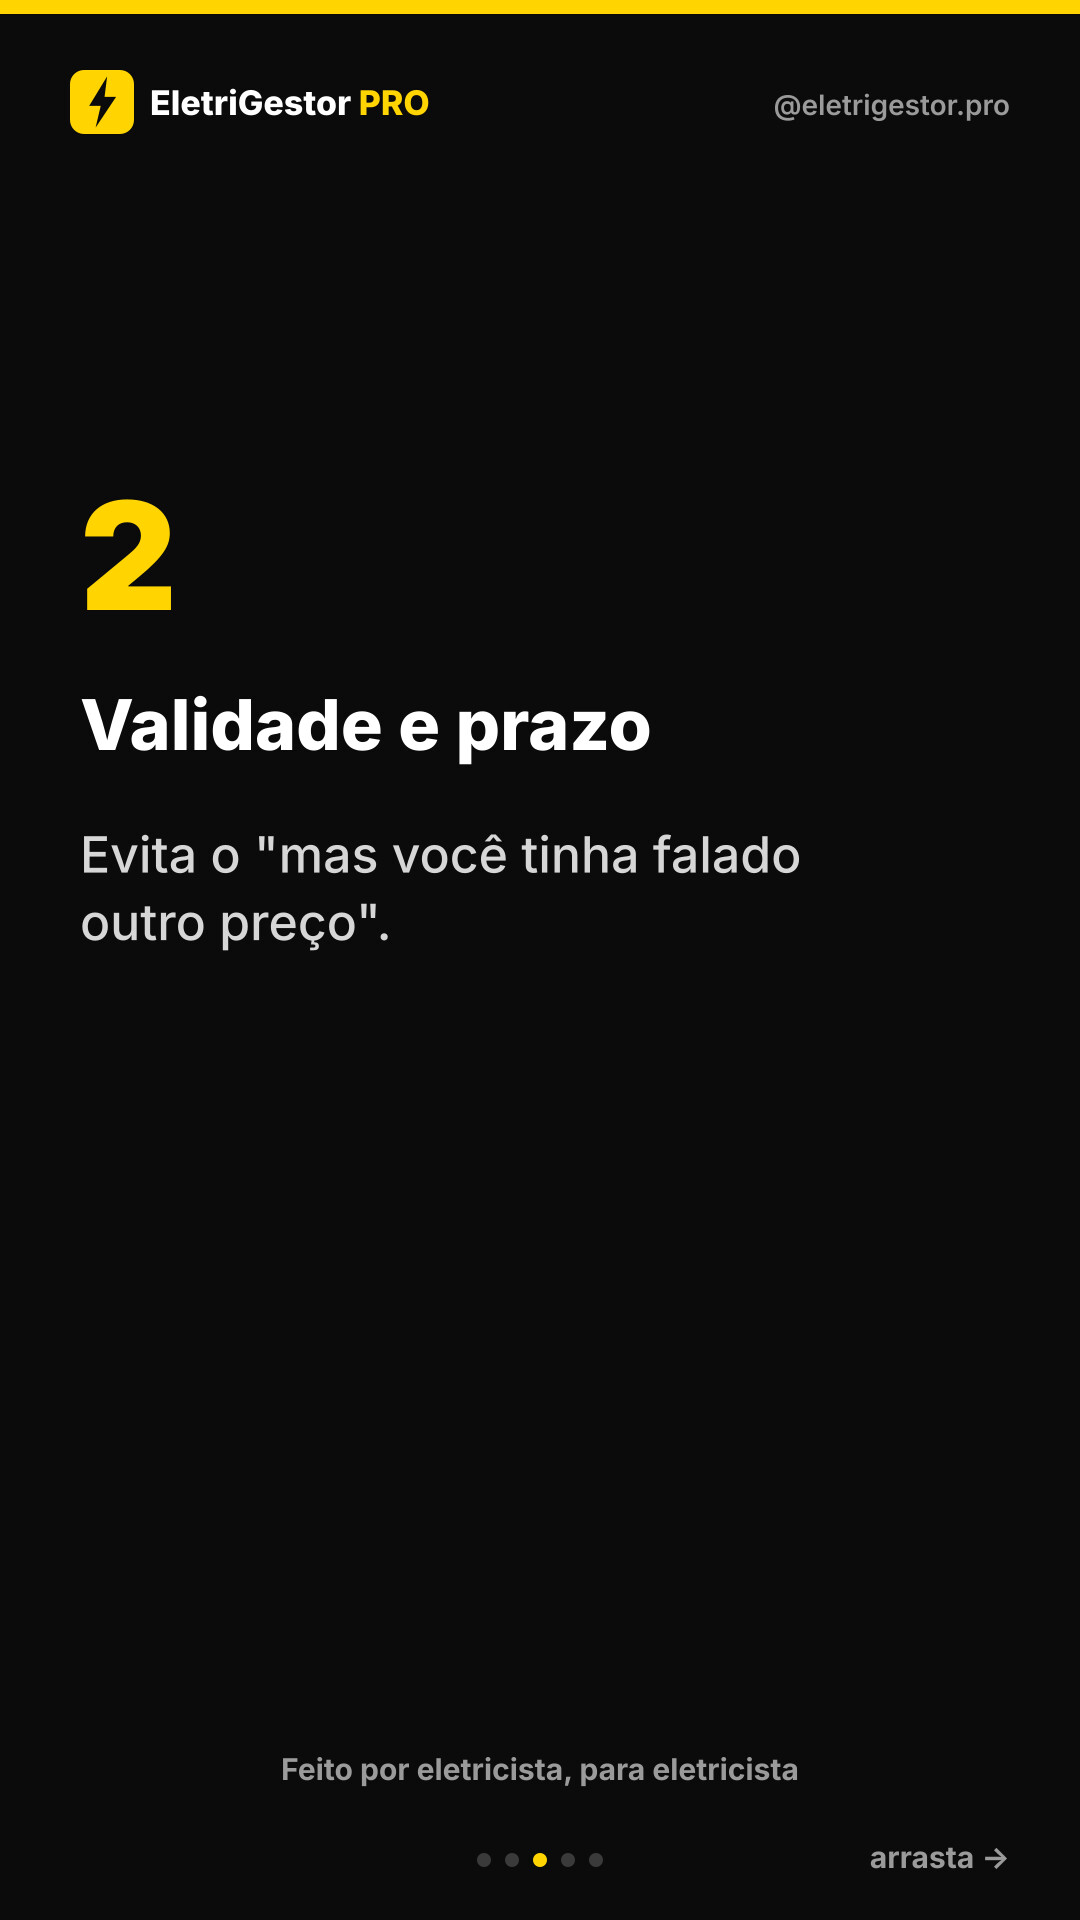 EletriGestor PRO
@eletrigestor.pro
2
Validade e prazo
Evita o "mas você tinha falado
outro preço".
Feito por eletricista, para eletricista
arrasta →